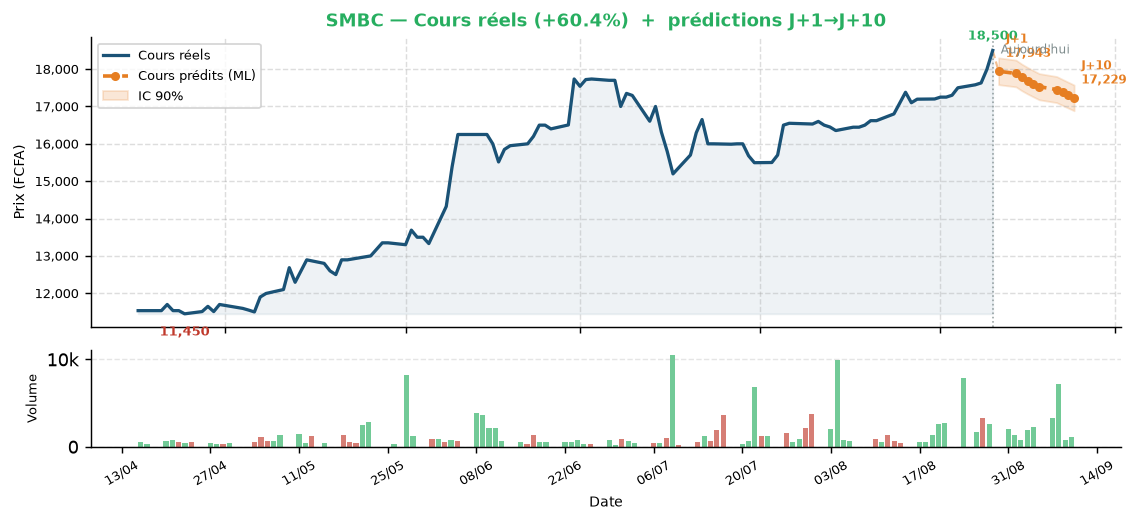 SMBC — Cours réels (+60.4%) + prédictions J+1→J+10
Cours réels
Cours prédits (ML)
IC 90%
18,500
J+1
17,943
Aujourd'hui
J+10
17,229
11,450
Prix (FCFA)
18,000
17,000
16,000
15,000
14,000
13,000
12,000
Volume
10k
0
13/04
27/04
11/05
25/05
08/06
22/06
06/07
20/07
03/08
17/08
31/08
14/09
Date